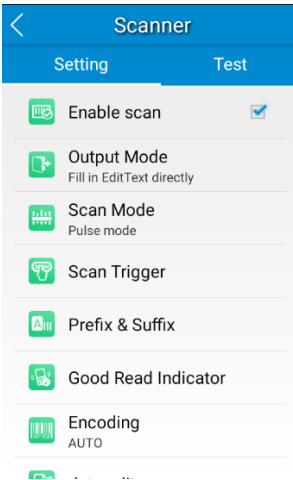 Scanner
Setting Test
Enable scan
Output Mode
Fill in EditText directly
Scan Mode
Pulse mode
Scan Trigger
Prefix & Suffix
Good Read Indicator
Encoding
AUTO